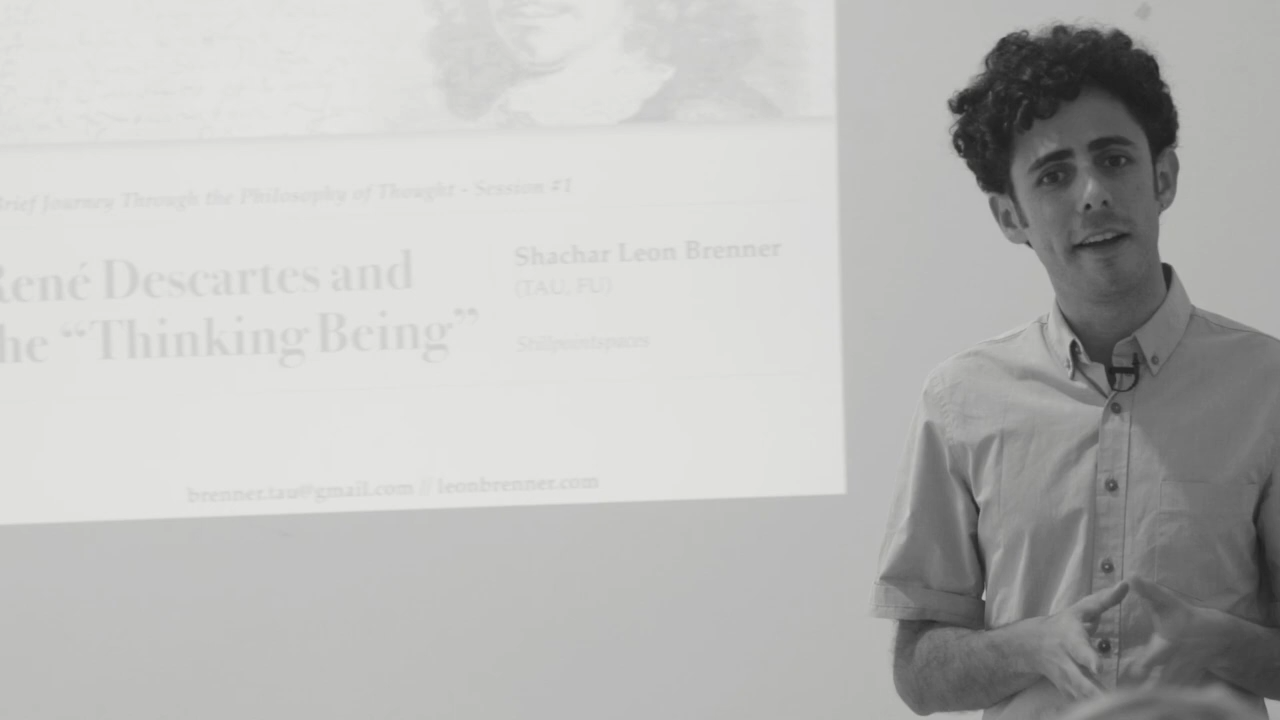 Brief Journey Through the Philosophy of Thought - Session #1
René Descartes and
the “Thinking Being”
Shachar Leon Brenner
(TAU, FU)
Stillpointspaces
brenner.tau@gmail.com // leonbrenner.com